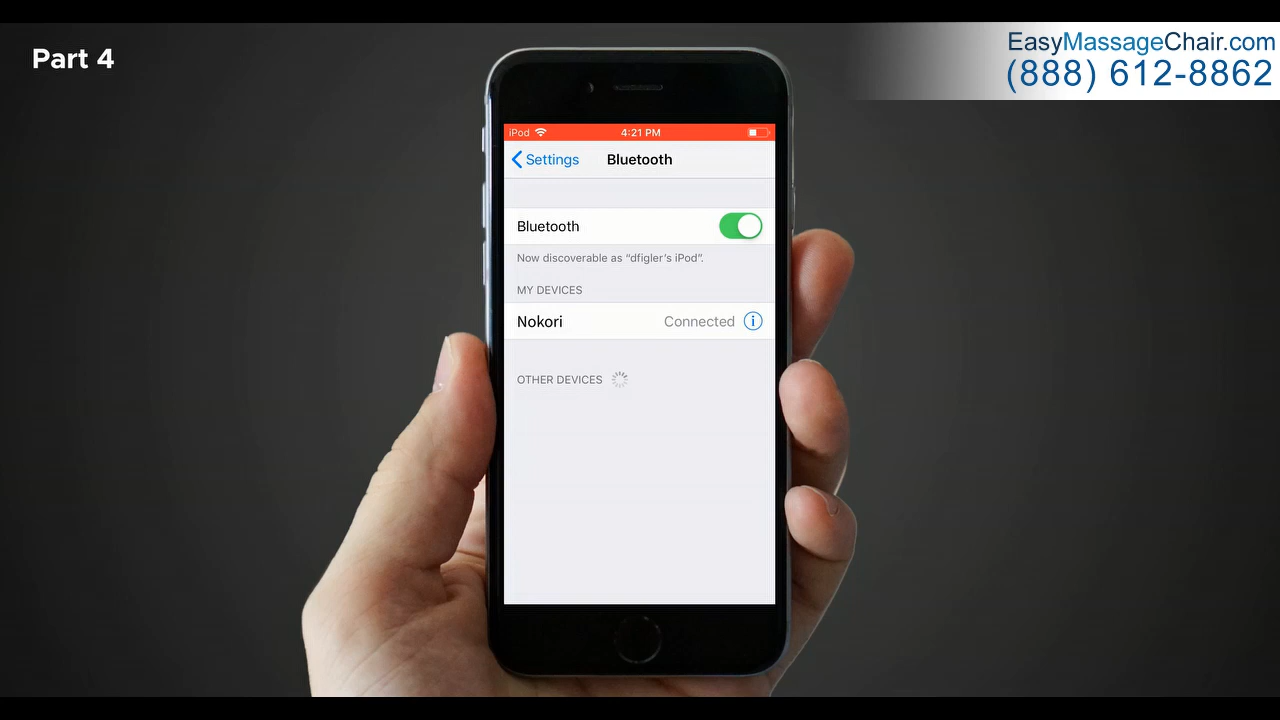 Part 4
EasyMassageChair.com
(888) 612-8862
iPod 4:21 PM
Settings Bluetooth
Bluetooth
Now discoverable as “dfigler’s iPod”.
MY DEVICES
Nokori Connected i
OTHER DEVICES